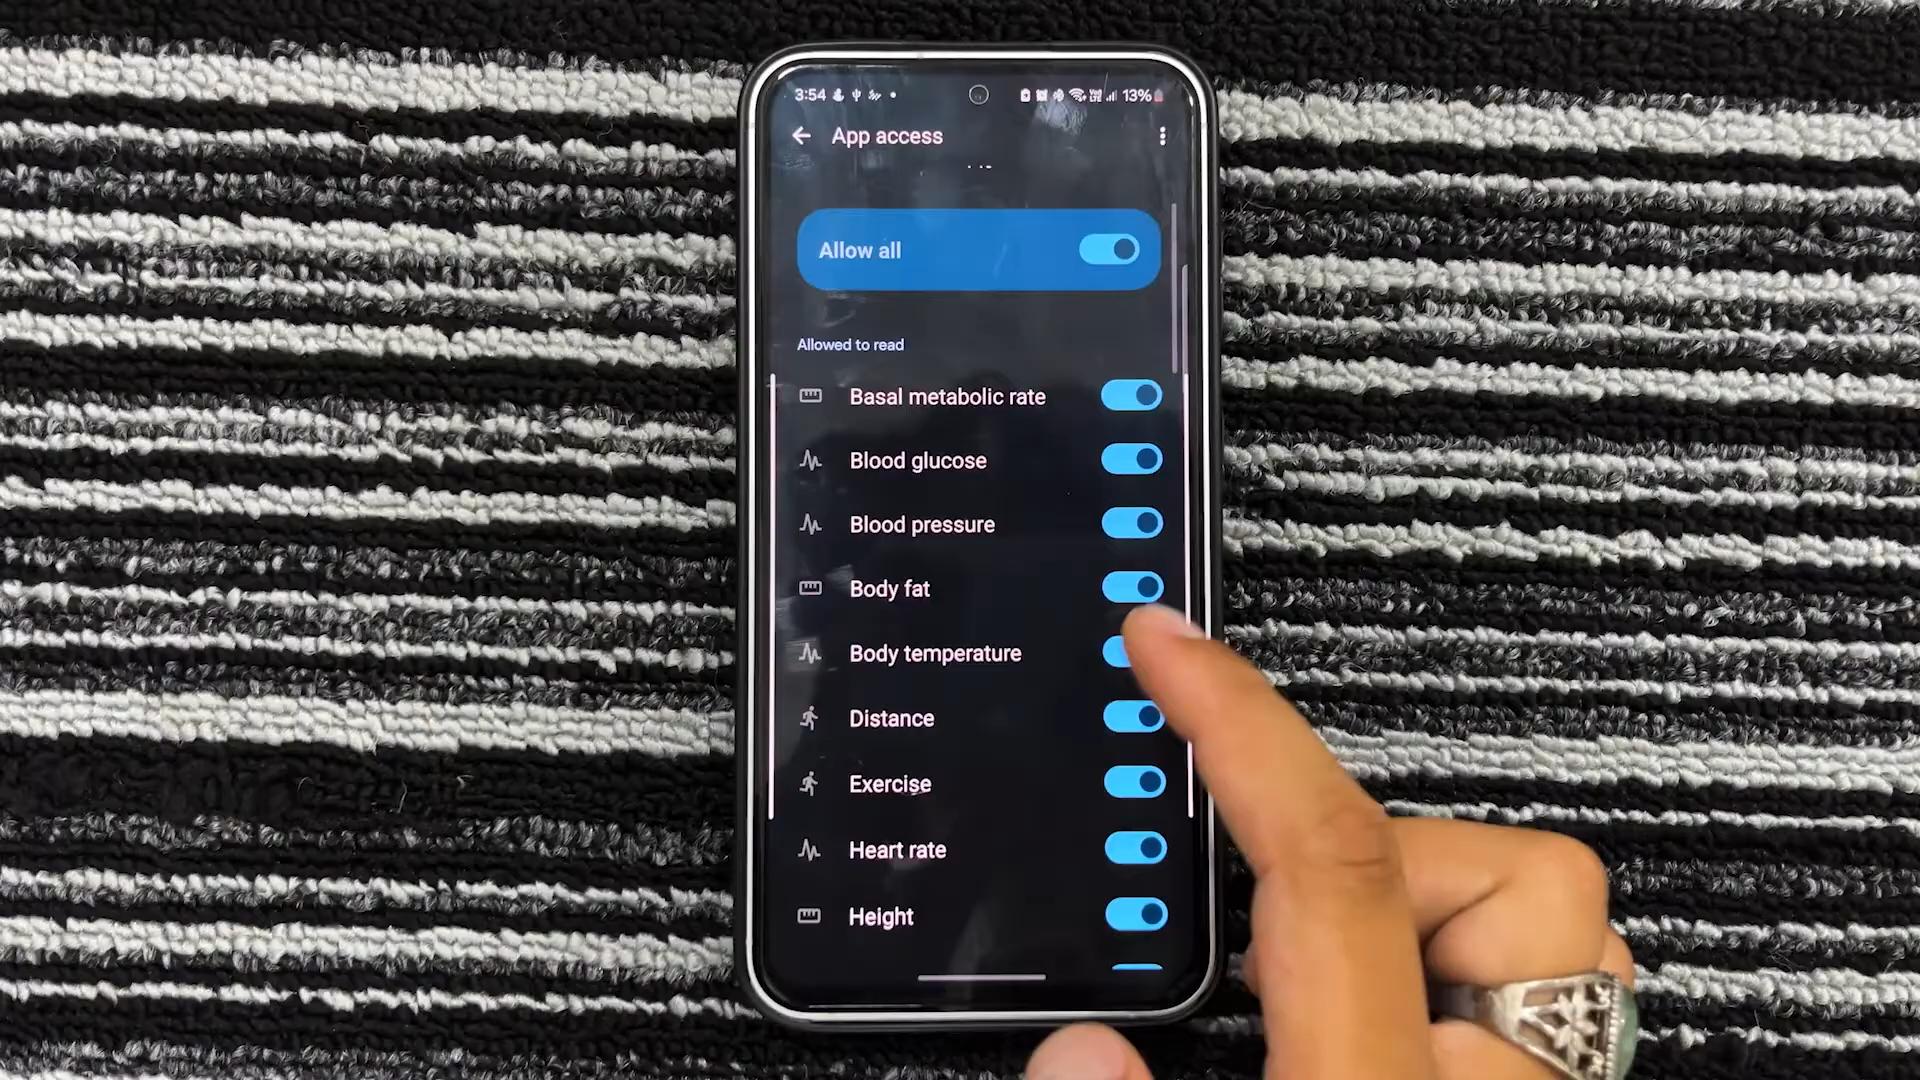 3:54
13%
App access
Allow all
Allowed to read
Basal metabolic rate
Blood glucose
Blood pressure
Body fat
Body temperature
Distance
Exercise
Heart rate
Height